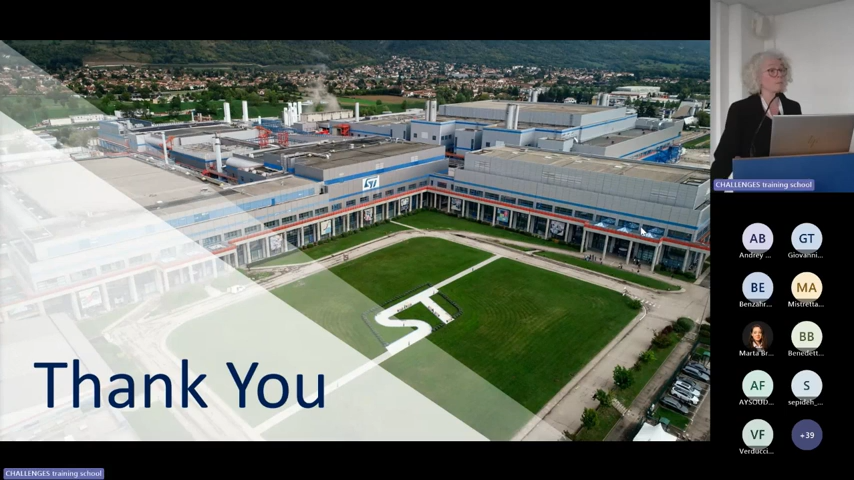 ST
ST
Thank You
CHALLENGES training school
CHALLENGES training school
AB
GT
Andrey ...
Giovanni...
BE
MA
Benzahr...
Mistretta...
BB
Marta Br...
Benedett...
AF
S
AYSOUD...
sepideh_...
VF
+39
Verducci...